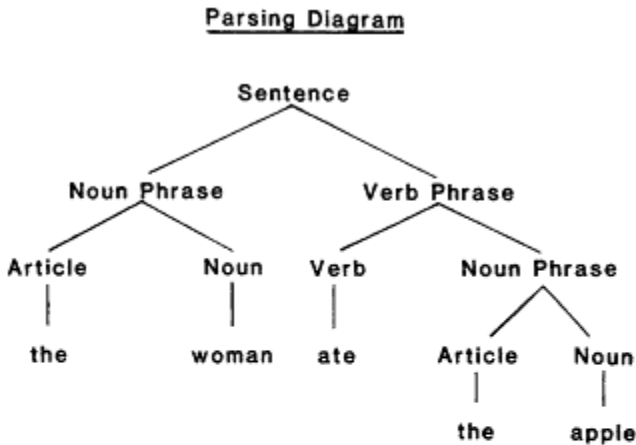 Parsing Diagram
Sentence
Noun Phrase Verb Phrase
Article Noun Verb Noun Phrase
the woman ate Article Noun
the apple